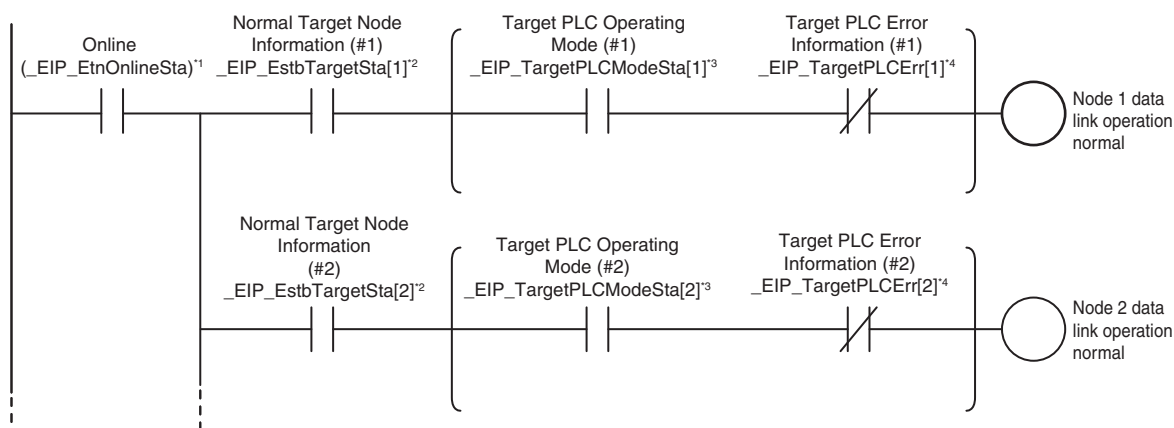 Online
(_EIP_EtnOnlineSta)*1
Normal Target Node
Information (#1)
_EIP_EstbTargetSta[1]*2
Target PLC Operating
Mode (#1)
_EIP_TargetPLCModeSta[1]*3
Target PLC Error
Information (#1)
_EIP_TargetPLCErr[1]*4
Node 1 data
link operation
normal
Normal Target Node
Information
(#2)
_EIP_EstbTargetSta[2]*2
Target PLC Operating
Mode (#2)
_EIP_TargetPLCModeSta[2]*3
Target PLC Error
Information (#2)
_EIP_TargetPLCErr[2]*4
Node 2 data
link operation
normal